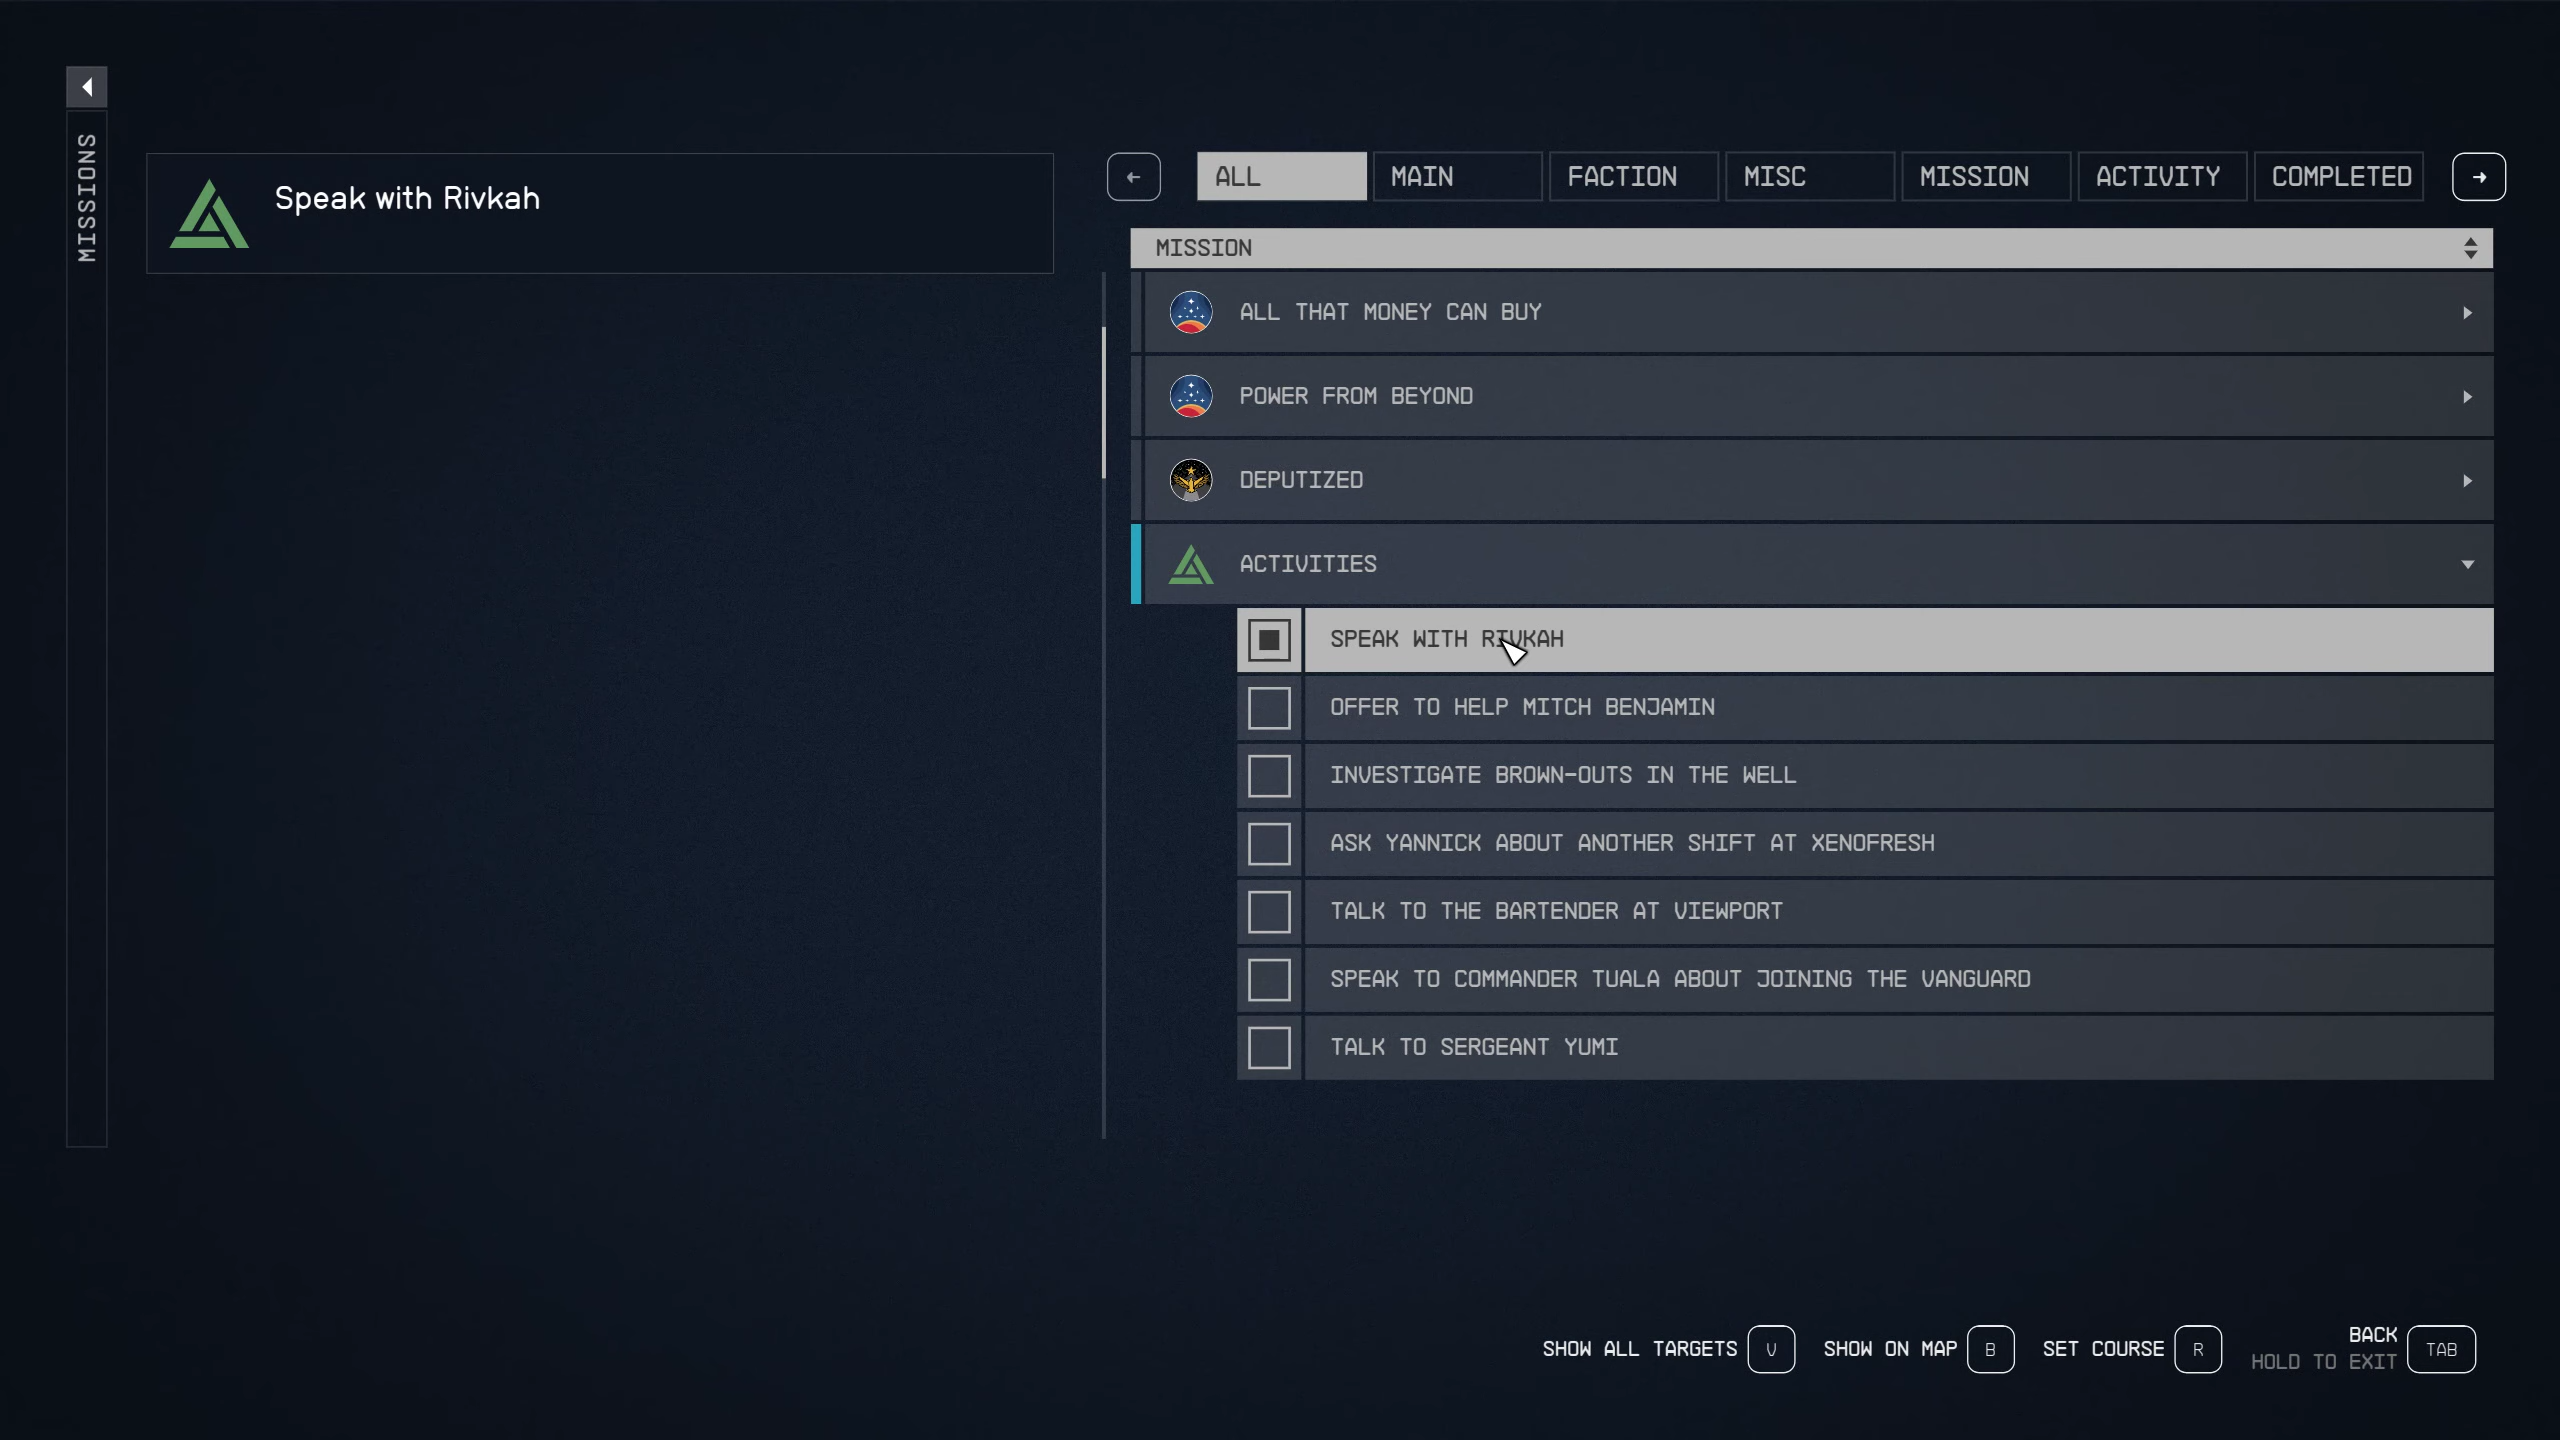 MISSIONS
Speak with Rivkah
ALL
MAIN
FACTION
MISC
MISSION
ACTIVITY
COMPLETED
MISSION
ALL THAT MONEY CAN BUY
POWER FROM BEYOND
DEPUTIZED
ACTIVITIES
SPEAK WITH RIVKAH
OFFER TO HELP MITCH BENJAMIN
INVESTIGATE BROWN-OUTS IN THE WELL
ASK YANNICK ABOUT ANOTHER SHIFT AT XENOFRESH
TALK TO THE BARTENDER AT VIEWPORT
SPEAK TO COMMANDER TUALA ABOUT JOINING THE VANGUARD
TALK TO SERGEANT YUMI
SHOW ALL TARGETS V
SHOW ON MAP B
SET COURSE R
BACK
HOLD TO EXIT
TAB